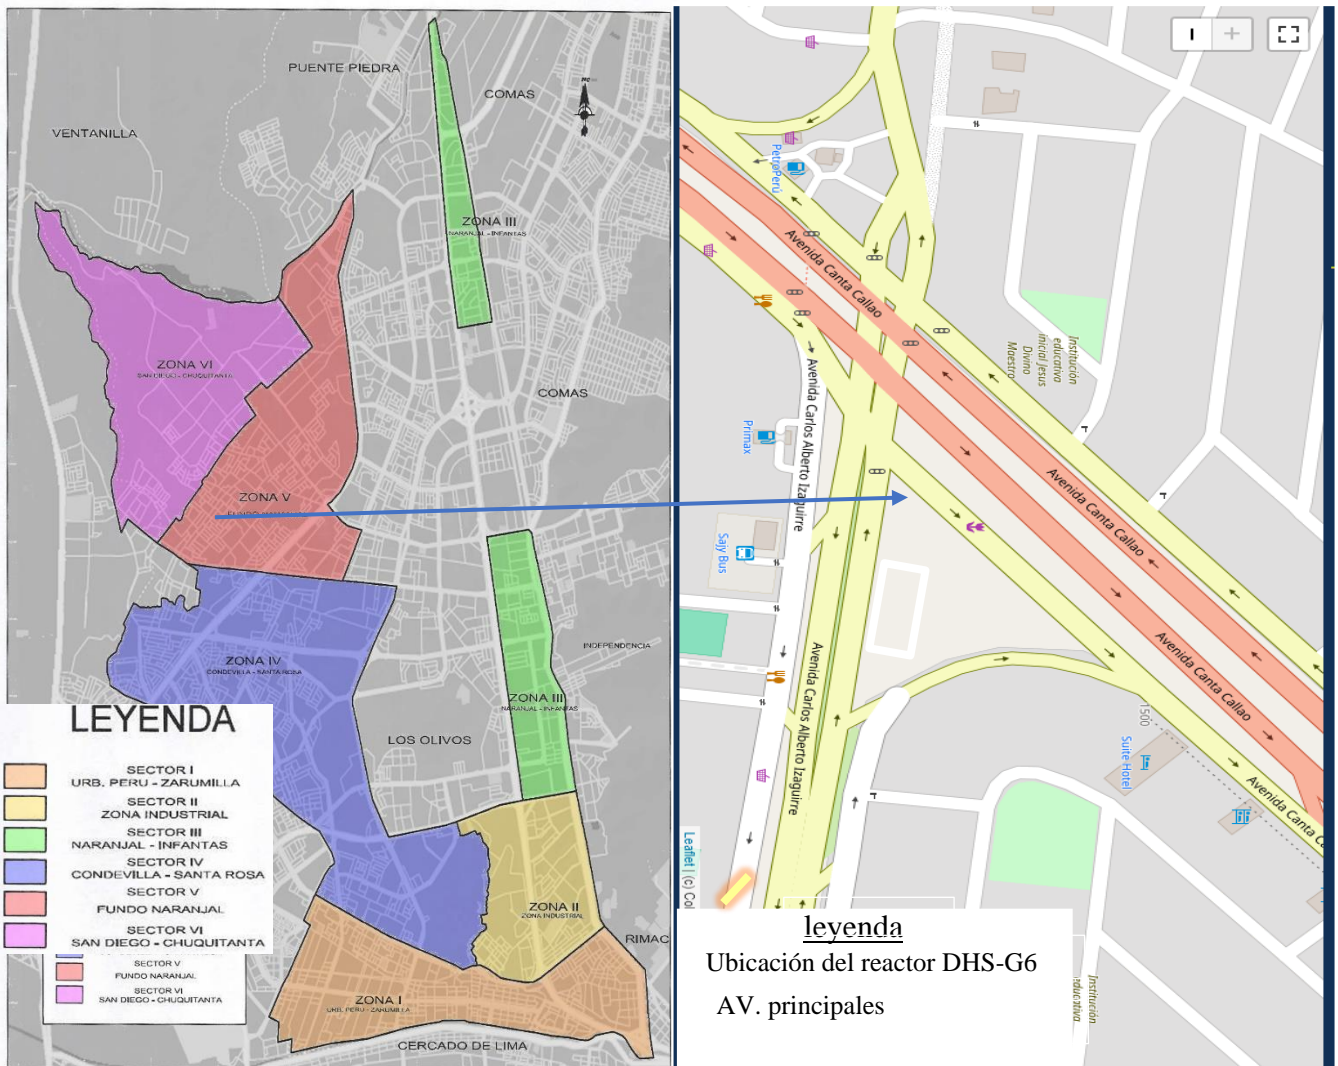 PUENTE PIEDRA
COMAS
VENTANILLA
ZONA III
NARANJAL - INFANTAS
ZONA VI
SAN DIEGO - CHUQUITANTA
COMAS
ZONA V
INDEPENDENCIA
ZONA IV
CONDEVILLA - SANTA ROSA
ZONA III
NARANJAL - INFANTAS
LOS OLIVOS
ZONA II
ZONA INDUSTRIAL
RIMAC
ZONA I
URB. PERU - ZARUMILLA
CERCADO DE LIMA
LEYENDA
SECTOR I
URB. PERU - ZARUMILLA
SECTOR II
ZONA INDUSTRIAL
SECTOR III
NARANJAL - INFANTAS
SECTOR IV
CONDEVILLA - SANTA ROSA
SECTOR V
FUNDO NARANJAL
SECTOR VI
SAN DIEGO - CHUQUITANTA
SECTOR V
FUNDO NARANJAL
SECTOR VI
SAN DIEGO - CHUQUITANTA
PetroPerú
Avenida Canta Callao
Institución
educativa
inicial Jesus
Divino
Maestro
Avenida Carlos Alberto Izaguirre
Primax
Avenida Canta Callao
Sajy Bus
Avenida Carlos Alberto Izaguirre
Avenida Canta Callao
1500
Suite Hotel
Avenida Canta Ca
Leaflet | (c) Col
Institución
educativa
leyenda
Ubicación del reactor DHS-G6
AV. principales